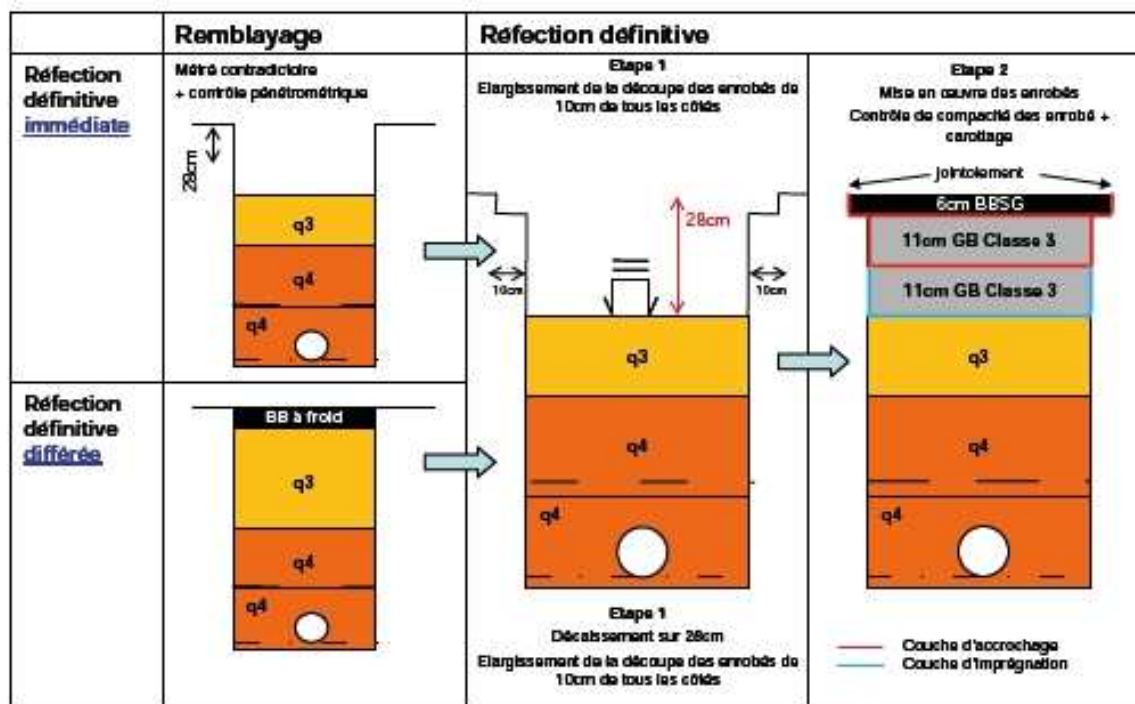 Remblayage
Réfection définitive
Réfection
définitive
immédiate
Métré contradictoire
+ contrôle pénétrométrique
28cm
q3
q4
q4
Etape 1
Elargissement de la découpe des enrobés de
10cm de tous les côtés
28cm
10cm
10cm
q3
q4
q4
Etape 1
Décaissement sur 28cm
Elargissement de la découpe des enrobés de
10cm de tous les côtés
Etape 2
Mise en œuvre des enrobés
Contrôle de compacité des enrobé +
carottage
jointoiement
6cm BBSG
11cm GB Classe 3
11cm GB Classe 3
q3
q4
q4
Couche d'accrochage
Couche d'imprégnation
Réfection
définitive
différée
BB à froid
q3
q4
q4